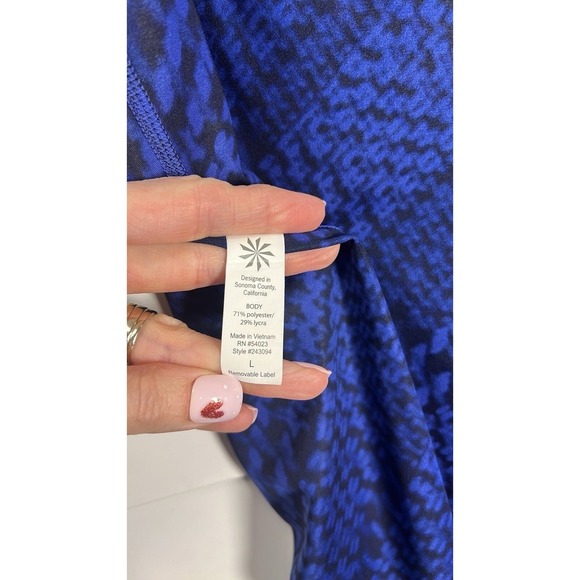 Designed in
Sonoma County,
California
BODY
71% polyester/
29% lycra
Made in Vietnam
RN #54023
Style #243094
L
Removable Label